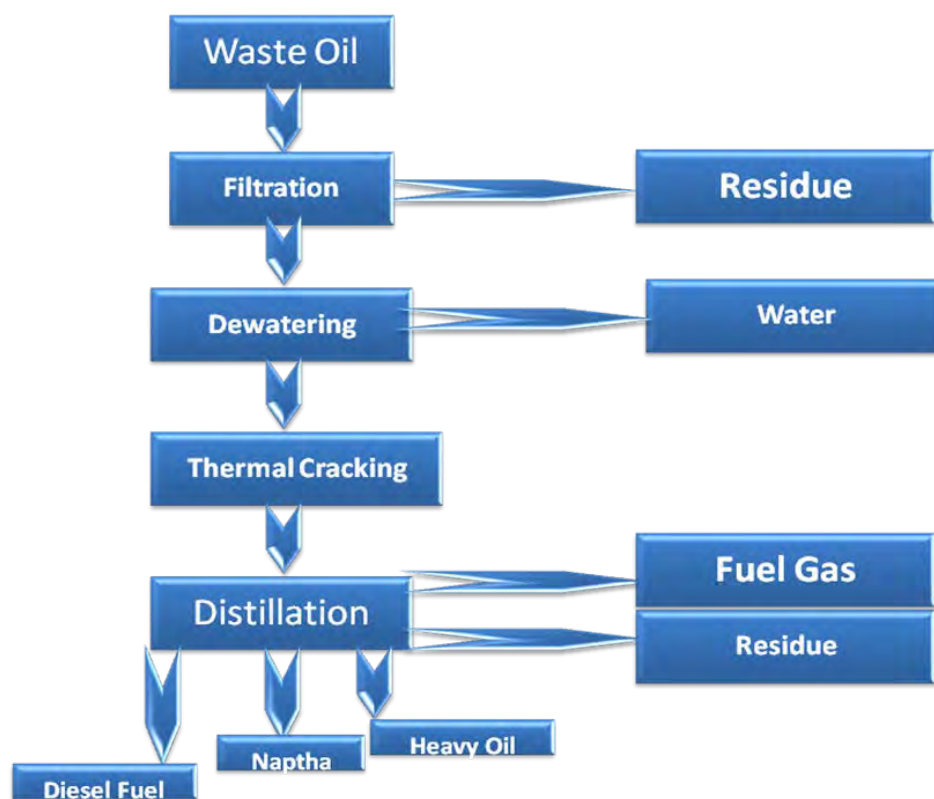 Waste Oil
Filtration
Residue
Dewatering
Water
Thermal Cracking
Fuel Gas
Distillation
Residue
Heavy Oil
Naptha
Diesel Fuel